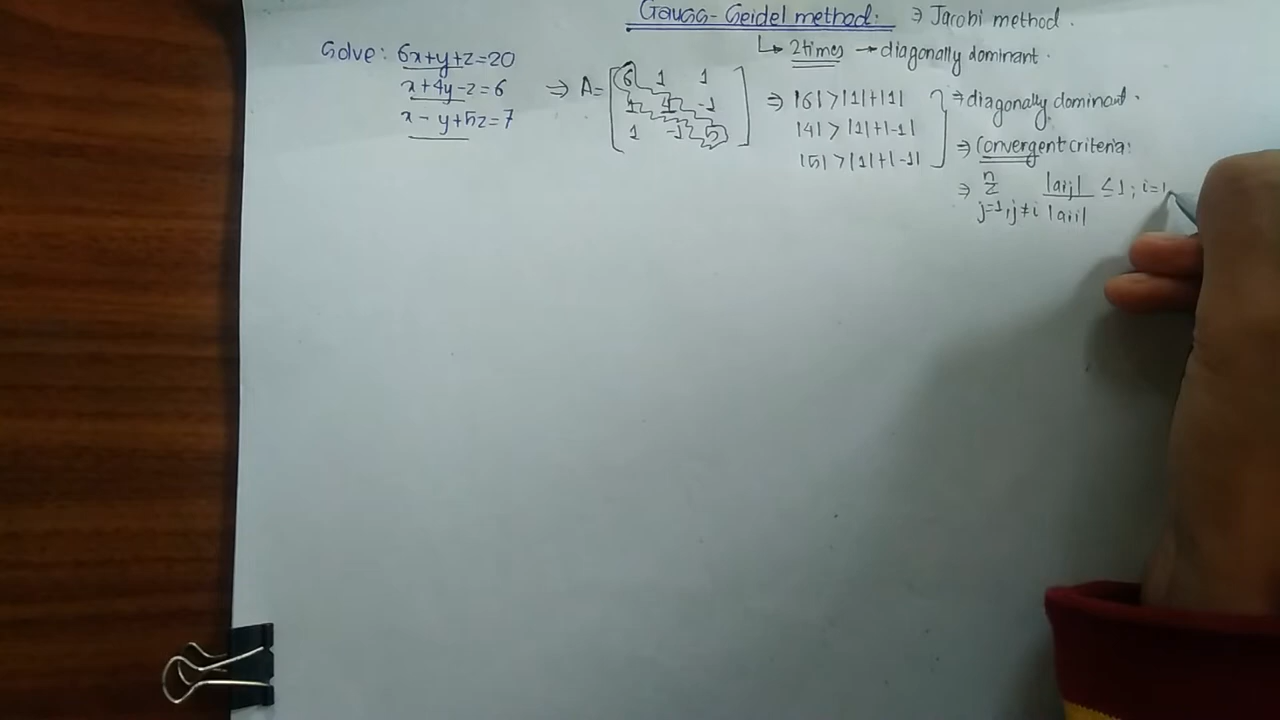 Gauss-Seidel method: ⇒ Jacobi method.
↳ 2times → diagonally dominant.
Solve: 6x+y+z=20
x+4y-z=6
x-y+5z=7
⇒ A= [6 1 1
1 4 -1
1 -1 5]
⇒ |6| > |1|+|1|
|4| > |1|+|-1|
|5| > |1|+|-1|
} ⇒ diagonally dominant.
⇒ Convergent criteria:
⇒ n Σ j=1, j≠i |aij| / |aii| ≤1 ; i=1